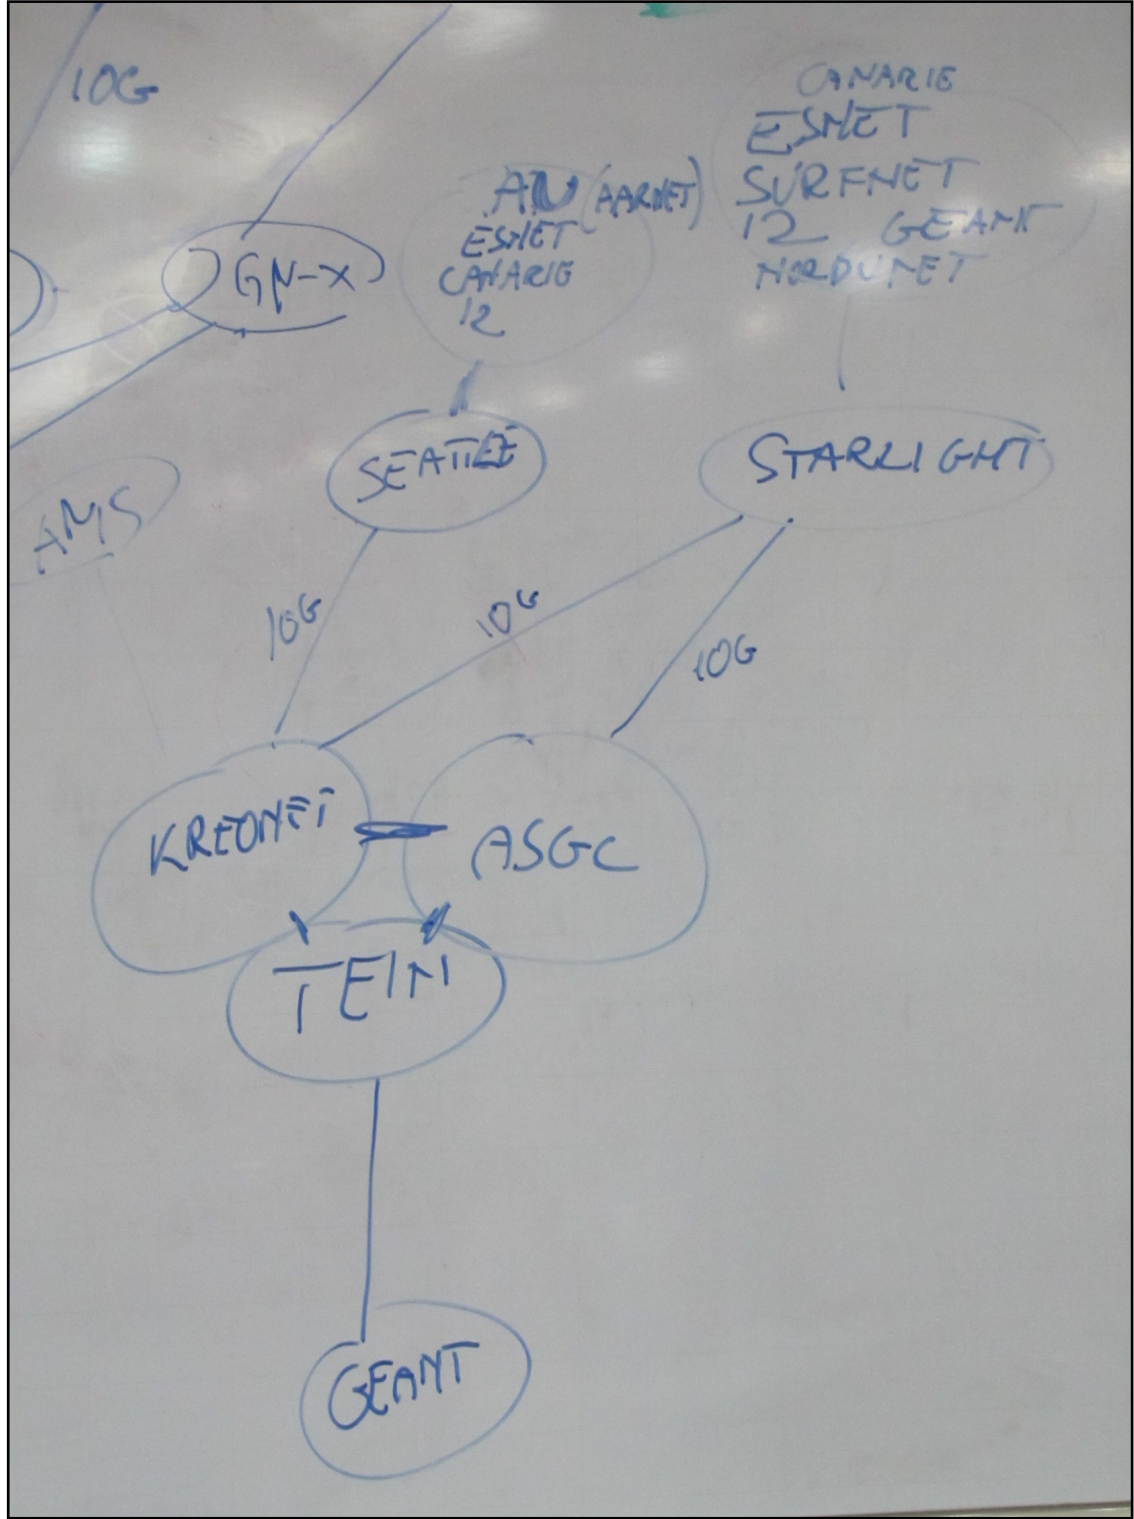 10G
CANARIE
ESNET
SURFNET
I2 GEANT
NORDUNET
AN (AARNET)
ESNET
CANARIE
I2
GN-X
SEATTLE
STARLIGHT
AMS
10G
10G
10G
KREONET
ASGC
TEIN
GEANT